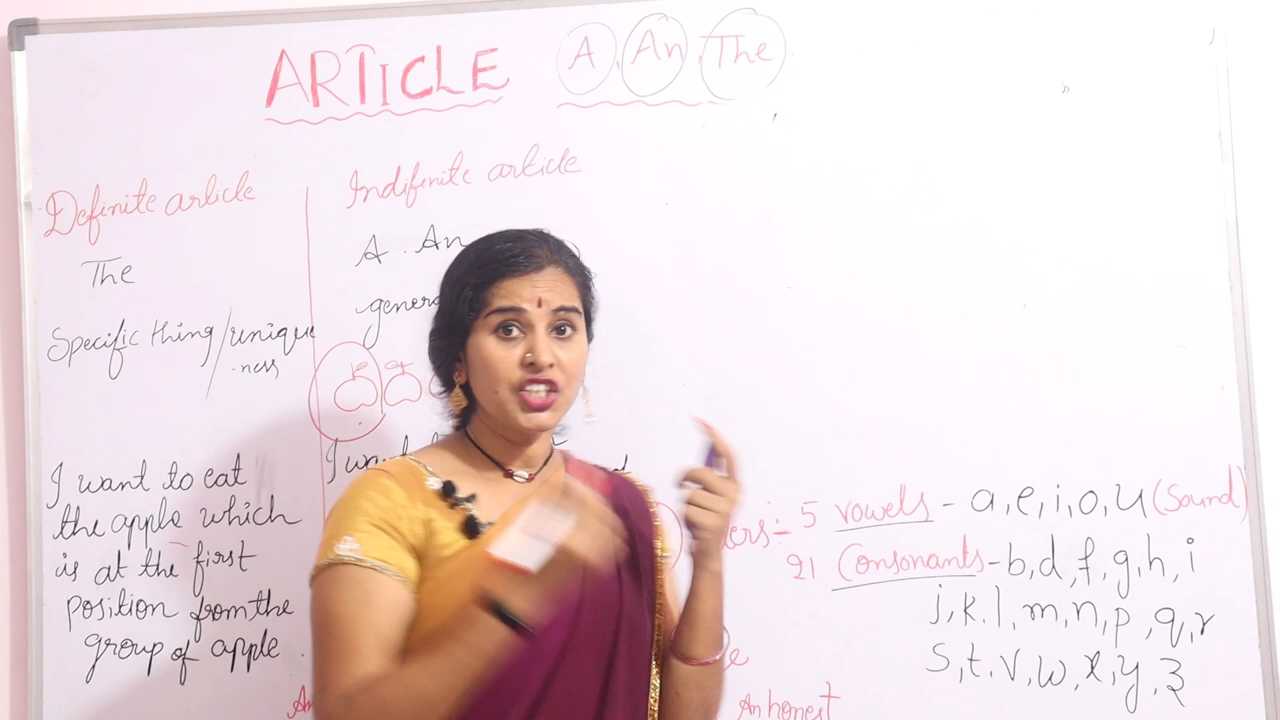 ARTICLE A, An, The
Definite article
The
Specific thing/unique
-ness
I want to eat
the apple which
is at the first
position from the
group of apple.
Indifinite article
A. An
I want
5 vowels - a, e, i, o, u (Sound)
21 Consonants - b, d, f, g, h, i
j, k, l, m, n, p, q, r
s, t, v, w, x, y, z
An honest